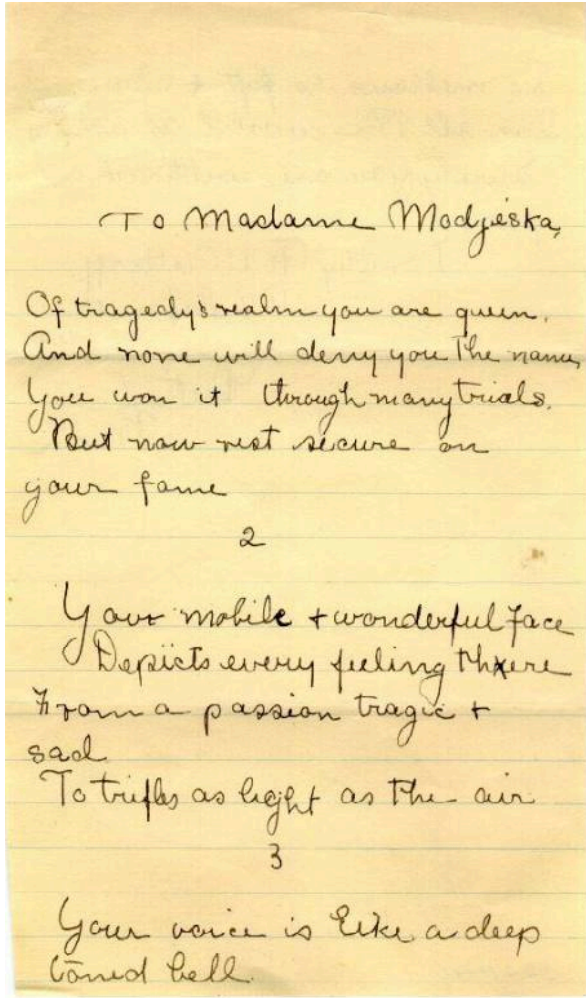 To Madame Modjeska,
Of tragedy's realm you are queen.
And none will deny you the name,
You won it through many trials.
But now rest secure on
your fame
2
Your mobile + wonderful face
Depicts every feeling there
From a passion tragic +
sad
To trifles as light as the air
3
Your voice is like a deep
toned bell.